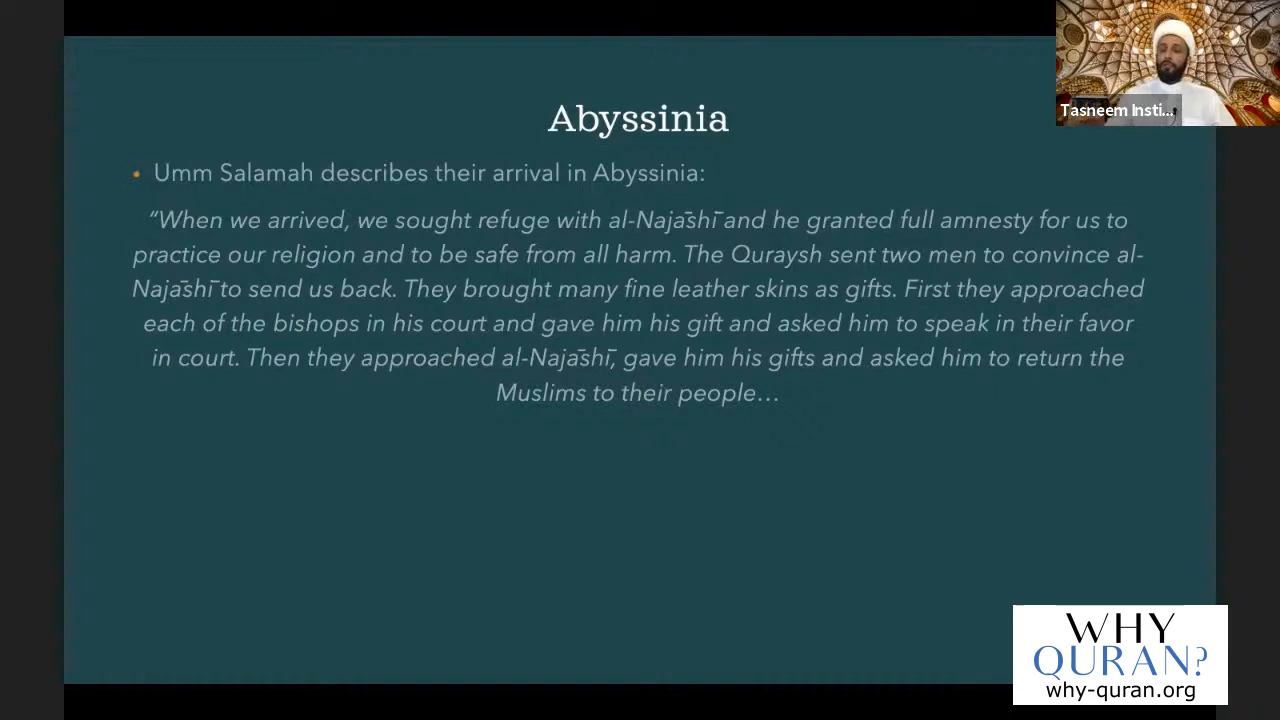 Abyssinia
Tasneem Insti...
• Umm Salamah describes their arrival in Abyssinia:
“When we arrived, we sought refuge with al-Najāshī and he granted full amnesty for us to
practice our religion and to be safe from all harm. The Quraysh sent two men to convince al-
Najāshī to send us back. They brought many fine leather skins as gifts. First they approached
each of the bishops in his court and gave him his gift and asked him to speak in their favor
in court. Then they approached al-Najāshī, gave him his gifts and asked him to return the
Muslims to their people…
WHY
QURAN?
why-quran.org